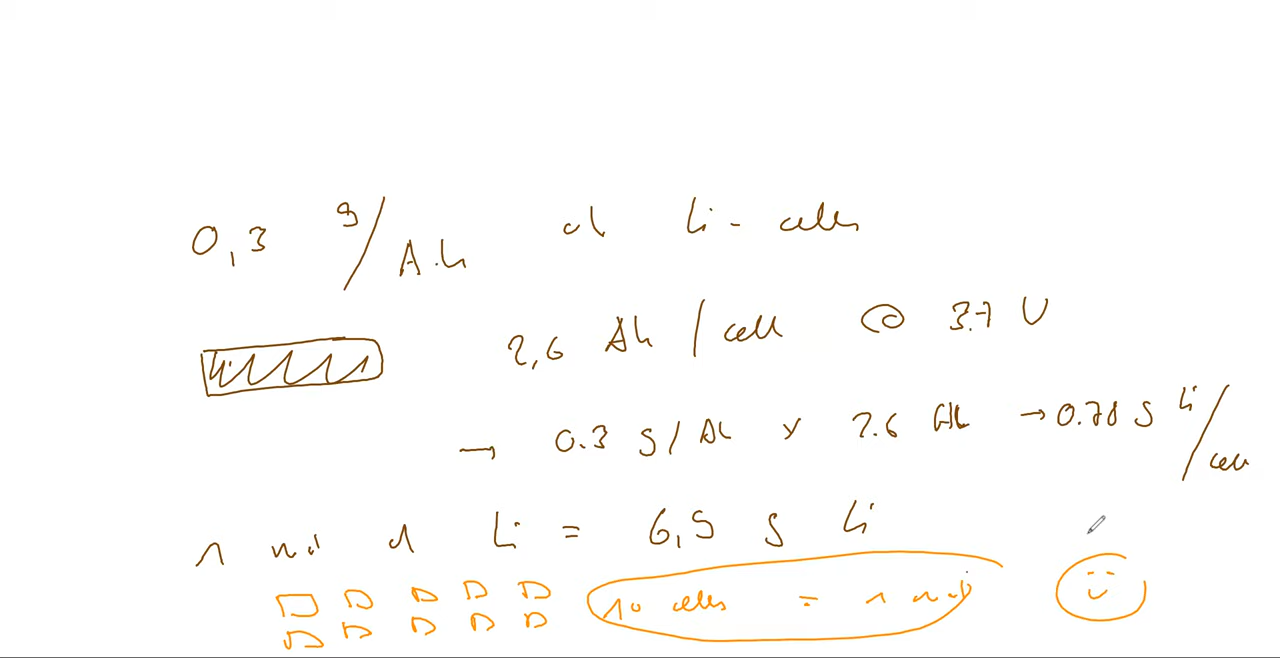 0,3 g/A.h of Li-cells
2,6 Ah/cell @ 3.7 V
→ 0.3 g/Ah x 2.6 Ah → 0.78 g Li/cell
1 mol of Li = 6,9 g Li
10 cells = 1 mol